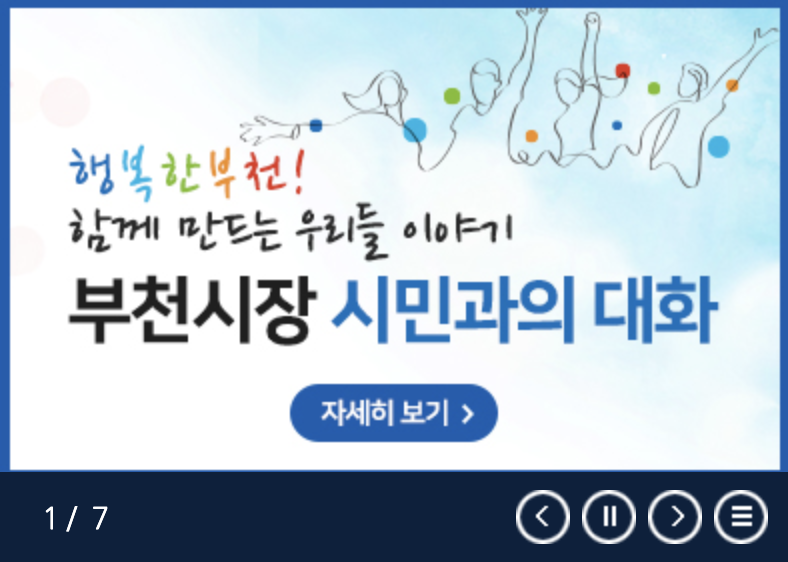 행복한부천!
함께 만드는 우리들 이야기
부천시장 시민과의 대화
자세히 보기
1 / 7